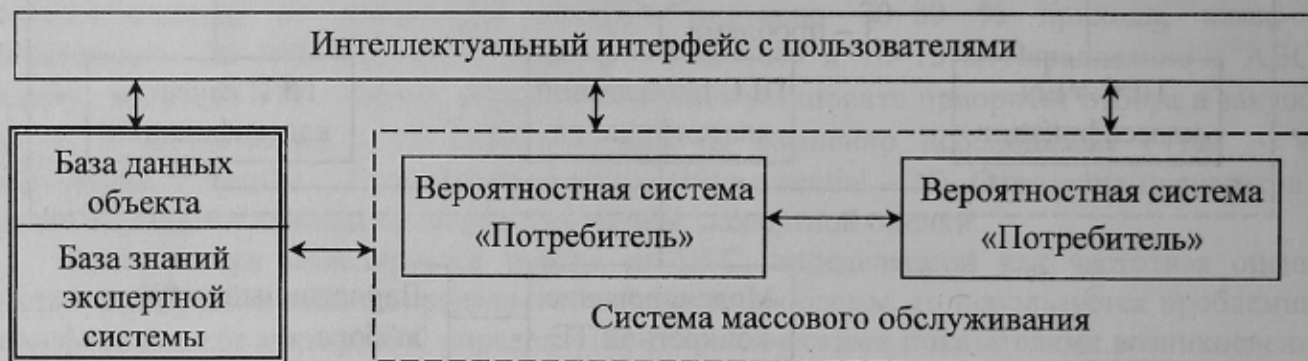 Интеллектуальный интерфейс с пользователями
База данных
объекта
База знаний
экспертной
системы
Вероятностная система
«Потребитель»
Вероятностная система
«Потребитель»
Система массового обслуживания